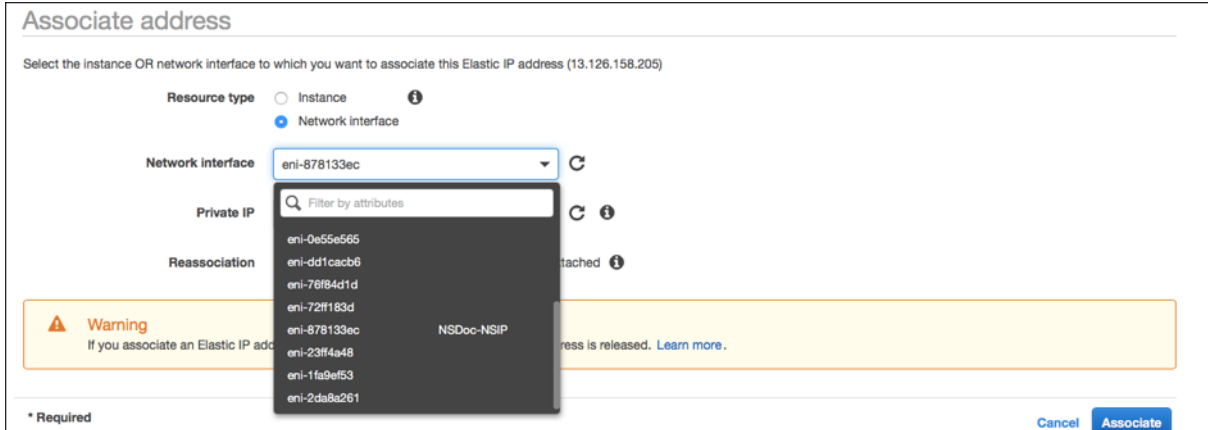 Associate address
Select the instance OR network interface to which you want to associate this Elastic IP address (13.126.158.205)
Resource type Instance
Network interface
Network interface eni-878133ec
Filter by attributes
Private IP
eni-0e55e565
Reassociation eni-dd1cacb6 tached
eni-76f84d1d
eni-72ff183d
Warning
eni-878133ec NSDoc-NSIP
If you associate an Elastic IP add ress is released. Learn more.
eni-23ff4a48
eni-1fa9ef53
eni-2da8a261
* Required Cancel Associate